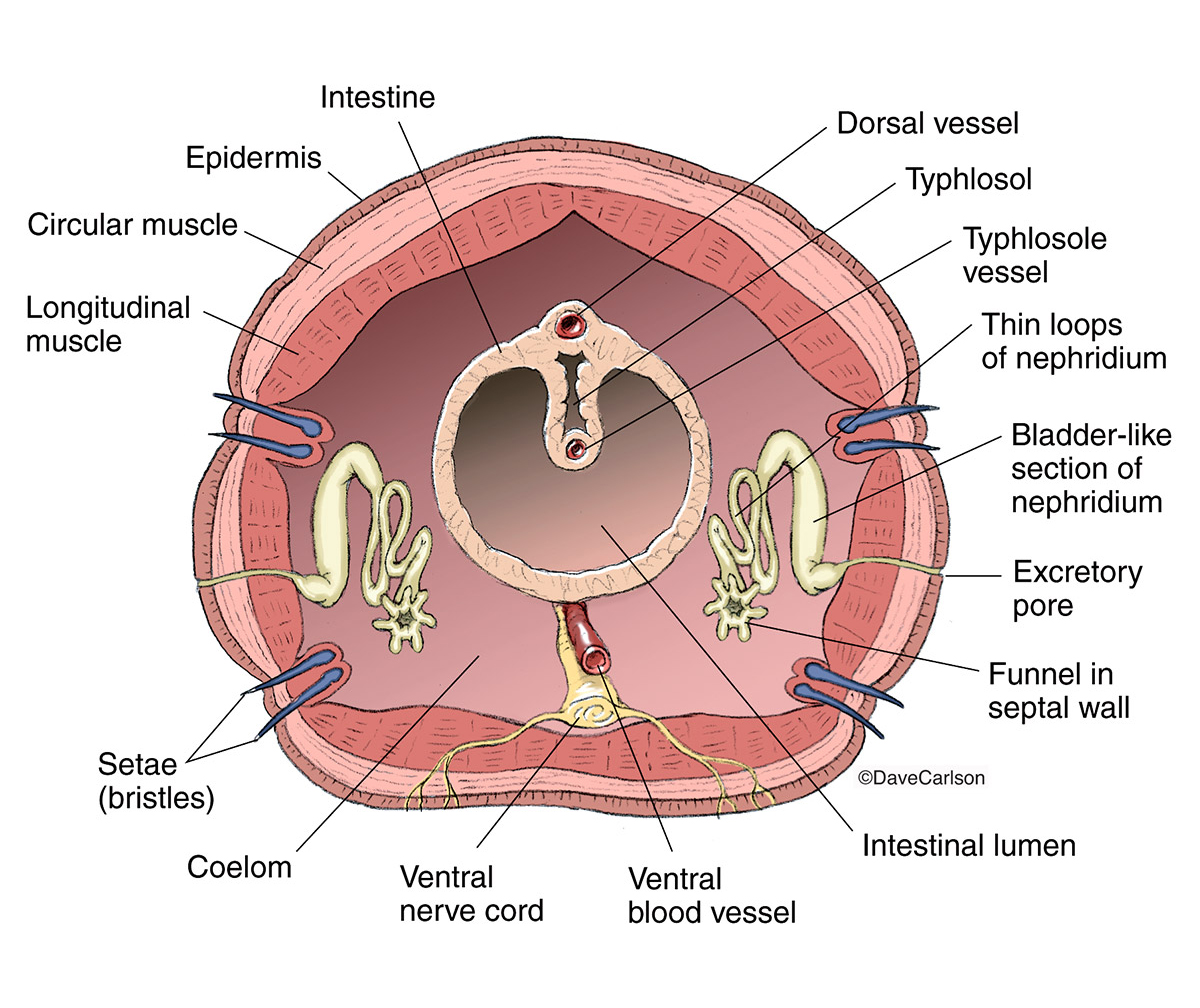 Intestine
Epidermis
Circular muscle
Longitudinal
muscle
Dorsal vessel
Typhlosol
Typhlosole
vessel
Thin loops
of nephridium
Bladder-like
section of
nephridium
Excretory
pore
Funnel in
septal wall
©DaveCarlson
Setae
(bristles)
Coelom
Ventral
nerve cord
Ventral
blood vessel
Intestinal lumen